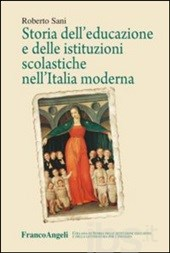 Roberto Sani
Storia dell'educazione
e delle istituzioni
scolastiche
nell'Italia moderna
FrancoAngeli